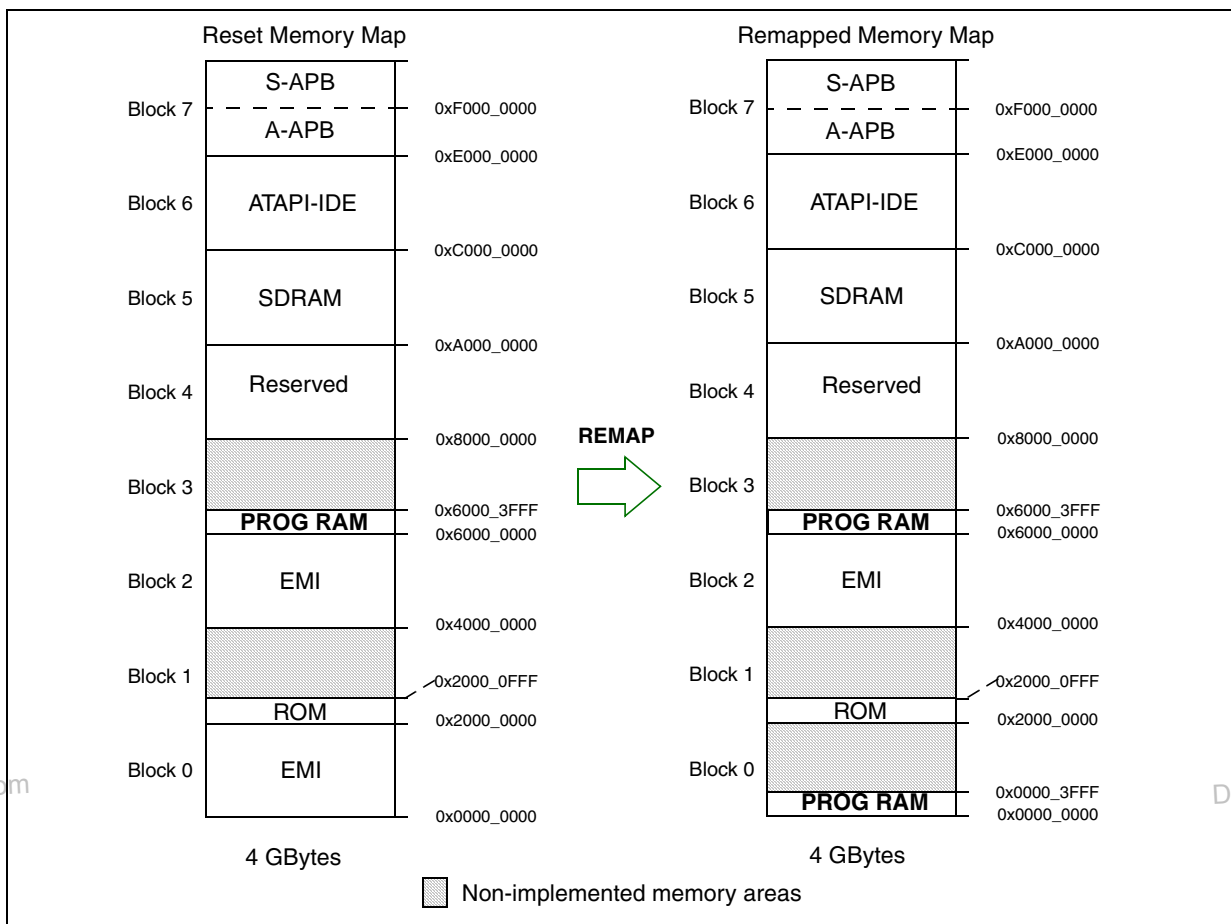 Reset Memory Map
S-APB
Block 7
0xF000_0000
A-APB
0xE000_0000
Block 6
ATAPI-IDE
0xC000_0000
Block 5
SDRAM
0xA000_0000
Block 4
Reserved
0x8000_0000
Block 3
0x6000_3FFF
PROG RAM
0x6000_0000
Block 2
EMI
0x4000_0000
Block 1
0x2000_0FFF
ROM
0x2000_0000
Block 0
EMI
0x0000_0000
4 GBytes
REMAP
Remapped Memory Map
S-APB
Block 7
0xF000_0000
A-APB
0xE000_0000
Block 6
ATAPI-IDE
0xC000_0000
Block 5
SDRAM
0xA000_0000
Block 4
Reserved
0x8000_0000
Block 3
0x6000_3FFF
PROG RAM
0x6000_0000
Block 2
EMI
0x4000_0000
Block 1
0x2000_0FFF
ROM
0x2000_0000
Block 0
0x0000_3FFF
PROG RAM
0x0000_0000
4 GBytes
Non-implemented memory areas
om
D